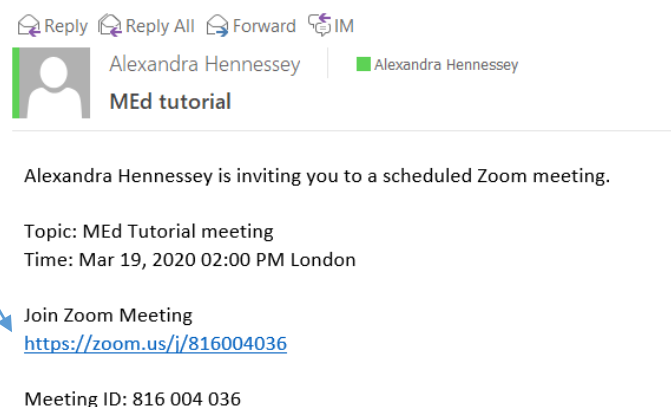 Reply Reply All Forward IM
Alexandra Hennessey Alexandra Hennessey
MEd tutorial
Alexandra Hennessey is inviting you to a scheduled Zoom meeting.
Topic: MEd Tutorial meeting
Time: Mar 19, 2020 02:00 PM London
Join Zoom Meeting
https://zoom.us/j/816004036
Meeting ID: 816 004 036